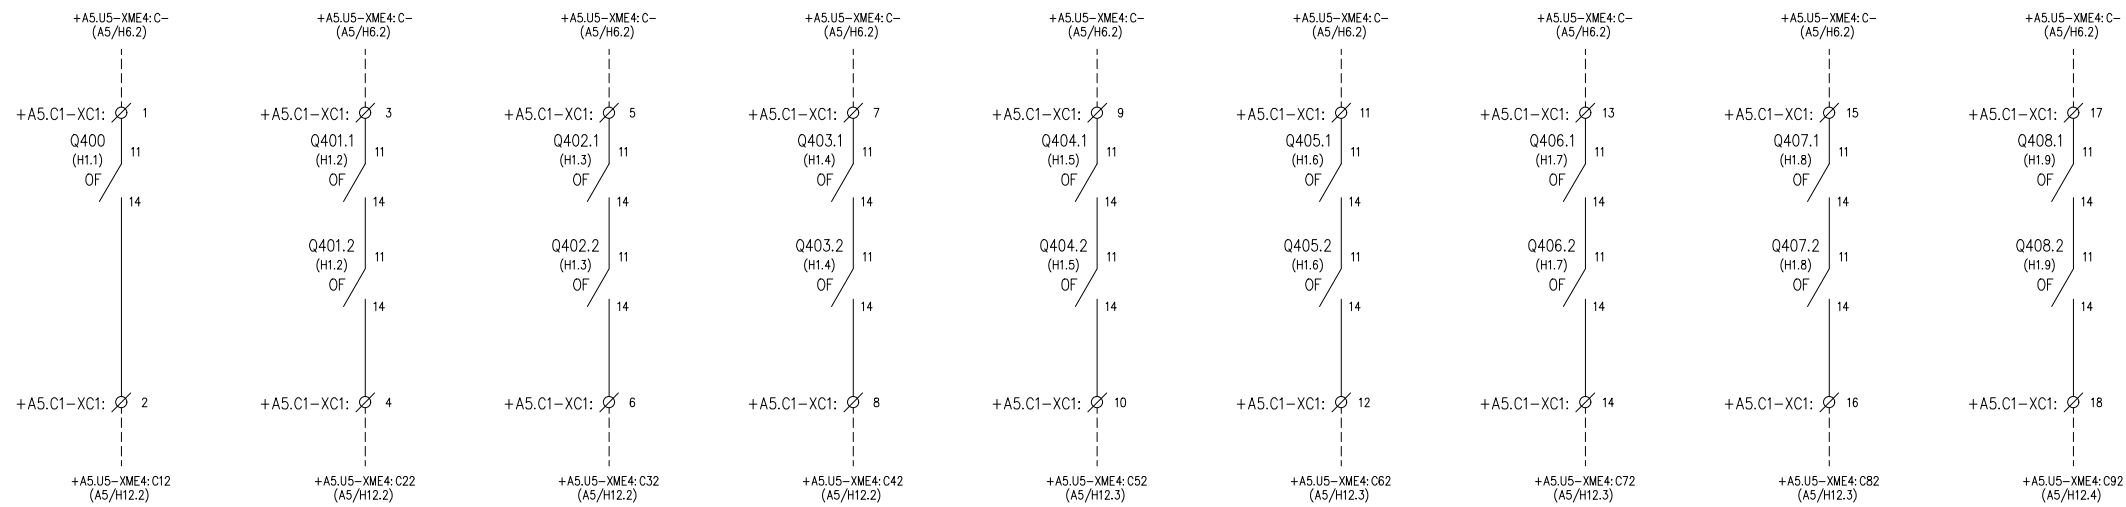 +A5.U5-XME4:C- +A5.U5-XME4:C- +A5.U5-XME4:C- +A5.U5-XME4:C- +A5.U5-XME4:C- +A5.U5-XME4:C- +A5.U5-XME4:C- +A5.U5-XME4:C- +A5.U5-XME4:C-
(A5/H6.2) (A5/H6.2) (A5/H6.2) (A5/H6.2) (A5/H6.2) (A5/H6.2) (A5/H6.2) (A5/H6.2) (A5/H6.2)
+A5.C1-XC1: 1 +A5.C1-XC1: 3 +A5.C1-XC1: 5 +A5.C1-XC1: 7 +A5.C1-XC1: 9 +A5.C1-XC1: 11 +A5.C1-XC1: 13 +A5.C1-XC1: 15 +A5.C1-XC1: 17
Q400 11 Q401.1 11 Q402.1 11 Q403.1 11 Q404.1 11 Q405.1 11 Q406.1 11 Q407.1 11 Q408.1 11
(H1.1) (H1.2) (H1.3) (H1.4) (H1.5) (H1.6) (H1.7) (H1.8) (H1.9)
OF OF OF OF OF OF OF OF OF
14 14 14 14 14 14 14 14 14
Q401.2 11 Q402.2 11 Q403.2 11 Q404.2 11 Q405.2 11 Q406.2 11 Q407.2 11 Q408.2 11
(H1.2) (H1.3) (H1.4) (H1.5) (H1.6) (H1.7) (H1.8) (H1.9)
OF OF OF OF OF OF OF OF
14 14 14 14 14 14 14 14
+A5.C1-XC1: 2 +A5.C1-XC1: 4 +A5.C1-XC1: 6 +A5.C1-XC1: 8 +A5.C1-XC1: 10 +A5.C1-XC1: 12 +A5.C1-XC1: 14 +A5.C1-XC1: 16 +A5.C1-XC1: 18
+A5.U5-XME4:C12 +A5.U5-XME4:C22 +A5.U5-XME4:C32 +A5.U5-XME4:C42 +A5.U5-XME4:C52 +A5.U5-XME4:C62 +A5.U5-XME4:C72 +A5.U5-XME4:C82 +A5.U5-XME4:C92
(A5/H12.2) (A5/H12.2) (A5/H12.2) (A5/H12.2) (A5/H12.3) (A5/H12.3) (A5/H12.3) (A5/H12.3) (A5/H12.4)